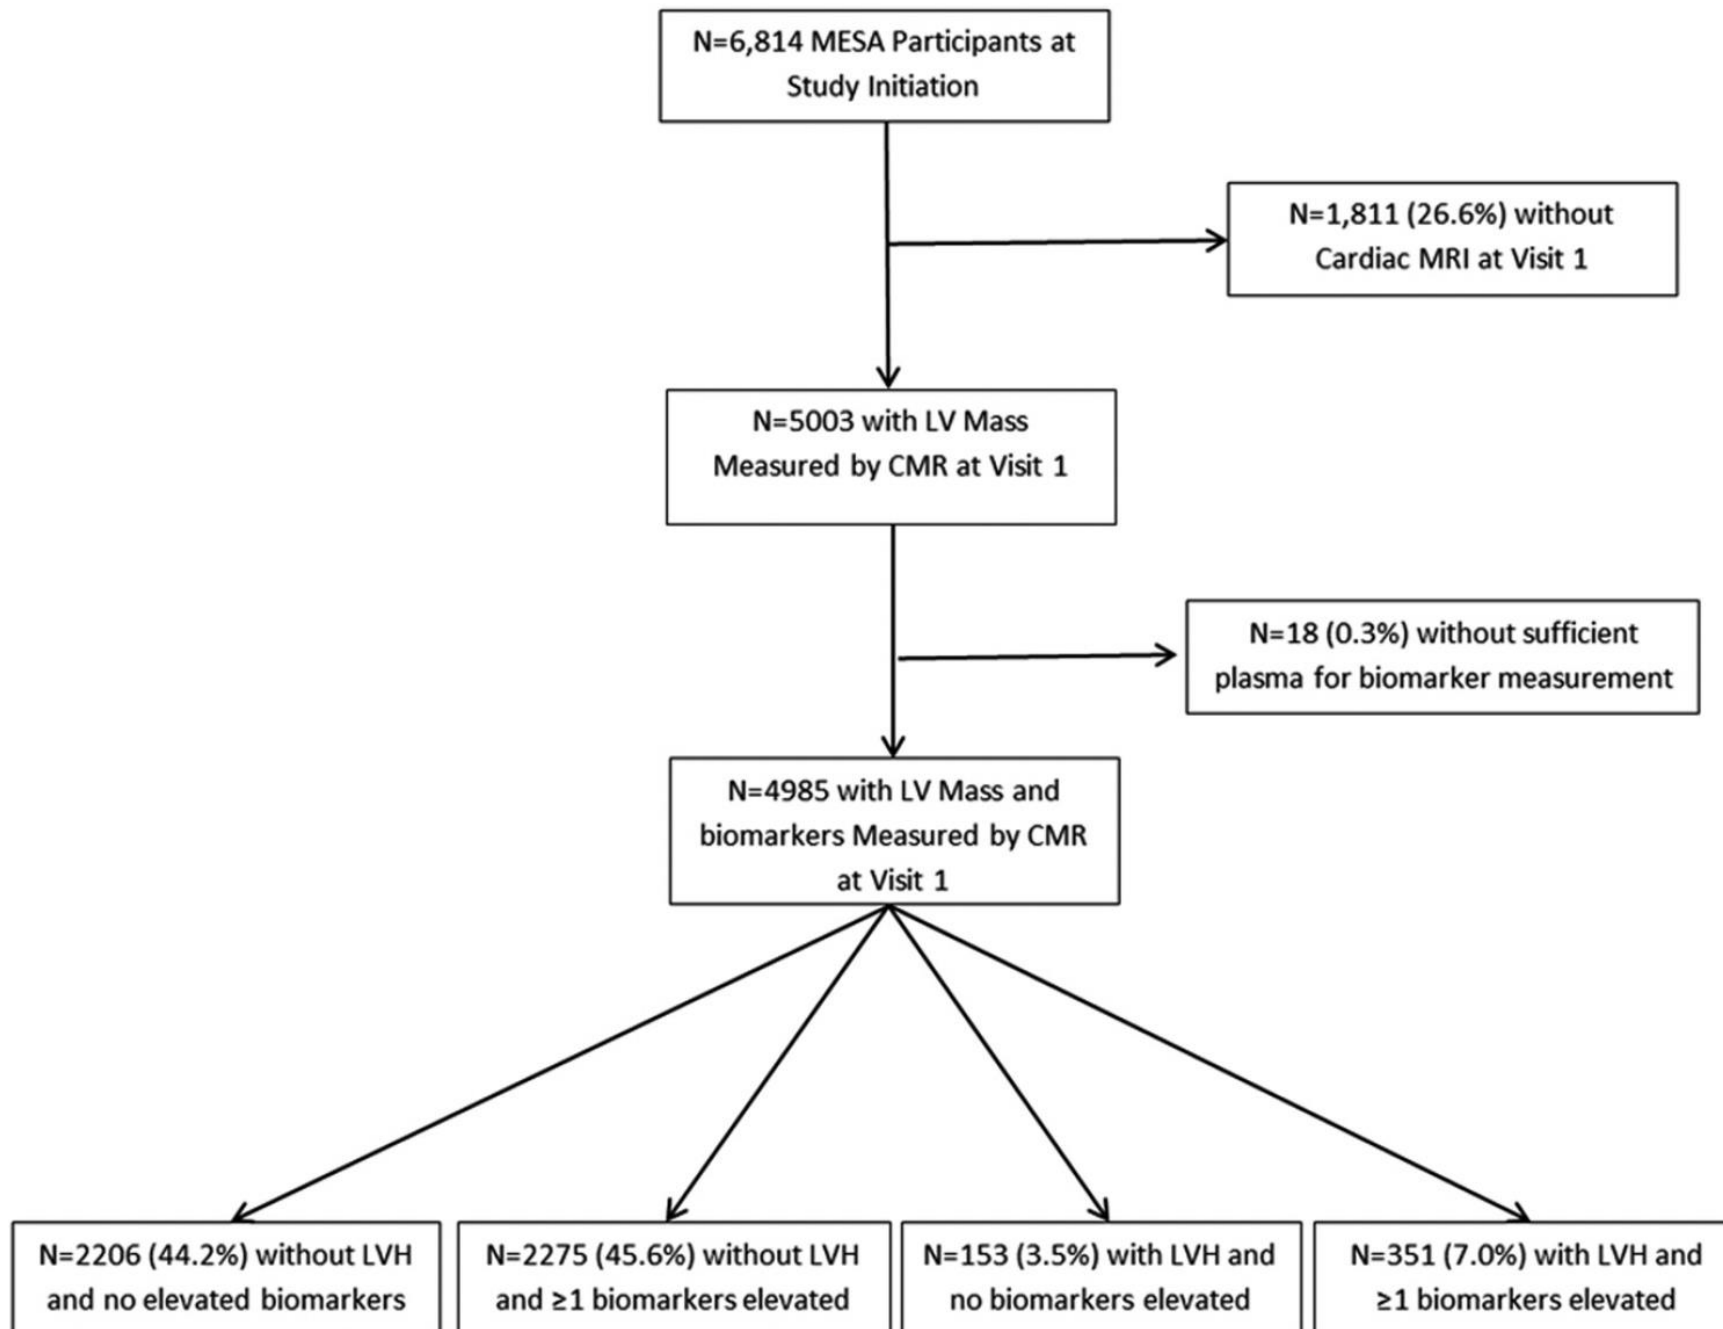 N=6,814 MESA Participants at
Study Initiation
N=1,811 (26.6%) without
Cardiac MRI at Visit 1
N=5003 with LV Mass
Measured by CMR at Visit 1
N=18 (0.3%) without sufficient
plasma for biomarker measurement
N=4985 with LV Mass and
biomarkers Measured by CMR
at Visit 1
N=2206 (44.2%) without LVH
and no elevated biomarkers
N=2275 (45.6%) without LVH
and ≥1 biomarkers elevated
N=153 (3.5%) with LVH and
no biomarkers elevated
N=351 (7.0%) with LVH and
≥1 biomarkers elevated